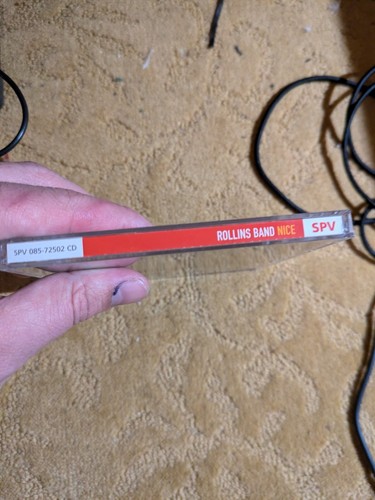 SPV 085-72502 CD
ROLLINS BAND NICE
SPV